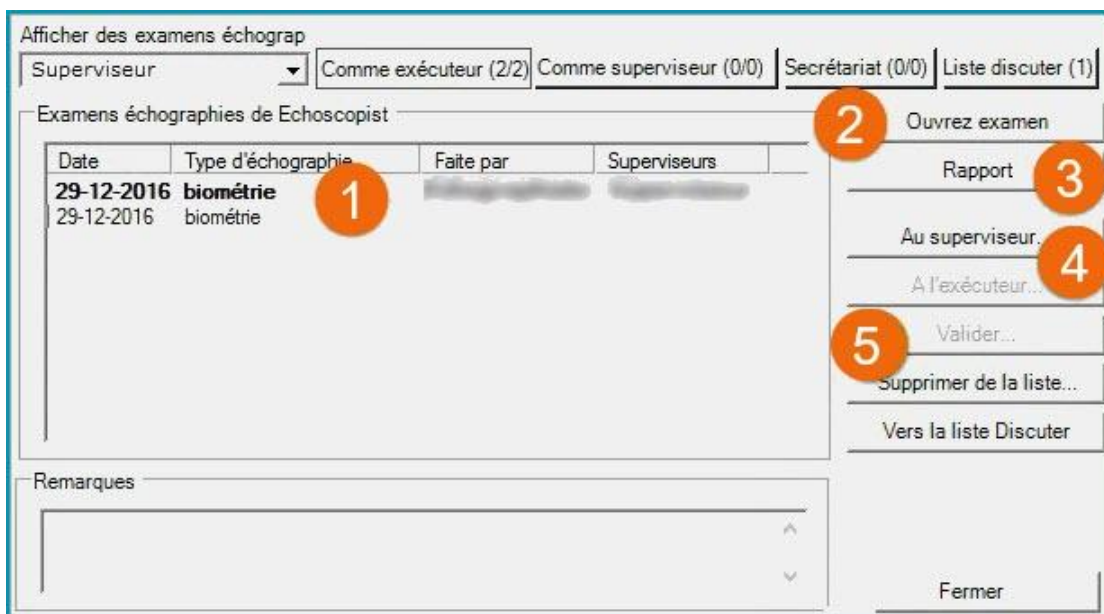 Afficher des examens échograp
Superviseur
Comme exécuteur (2/2) Comme superviseur (0/0) Secrétariat (0/0) Liste discuter (1)
Examens échographies de Echoscopist
Date Type d'échographie Faite par Superviseurs
29-12-2016 biométrie
29-12-2016 biométrie
1
2
Ouvrez examen
Rapport
3
Au superviseur.
4
A l'exécuteur...
Valider...
5
Supprimer de la liste...
Vers la liste Discuter
Remarques
Fermer